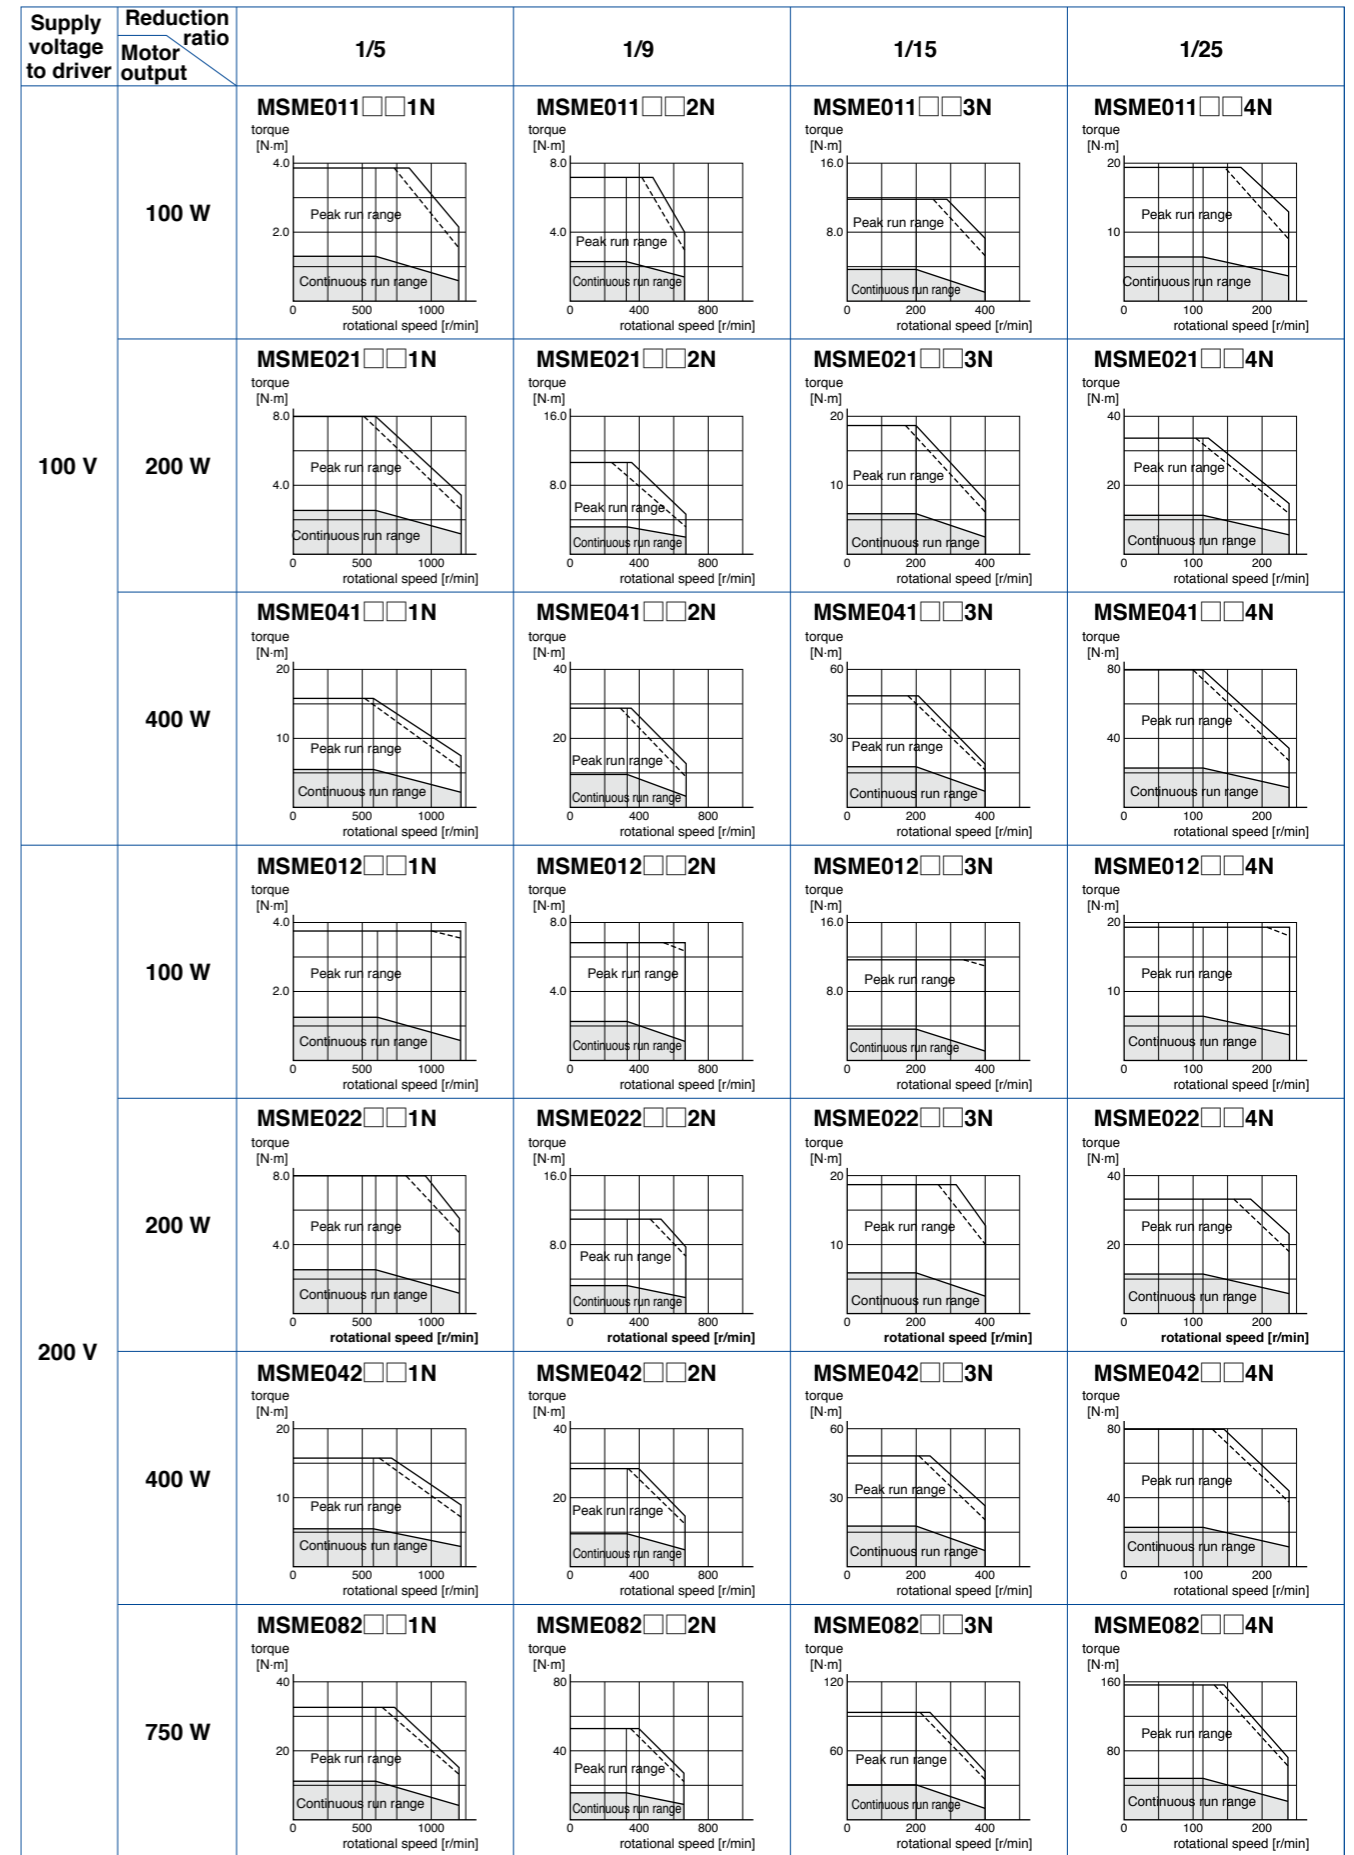 Supply voltage to driver
Reduction ratio
Motor output
1/5
1/9
1/15
1/25
100 V
100 W
MSME011□□1N
torque
[N·m]
4.0
2.0
Peak run range
Continuous run range
0 500 1000
rotational speed [r/min]
MSME011□□2N
torque
[N·m]
8.0
4.0
Peak run range
Continuous run range
0 400 800
rotational speed [r/min]
MSME011□□3N
torque
[N·m]
16.0
8.0
Peak run range
Continuous run range
0 200 400
rotational speed [r/min]
MSME011□□4N
torque
[N·m]
20
10
Peak run range
Continuous run range
0 100 200
rotational speed [r/min]
200 W
MSME021□□1N
torque
[N·m]
8.0
4.0
Peak run range
Continuous run range
0 500 1000
rotational speed [r/min]
MSME021□□2N
torque
[N·m]
16.0
8.0
Peak run range
Continuous run range
0 400 800
rotational speed [r/min]
MSME021□□3N
torque
[N·m]
20
10
Peak run range
Continuous run range
0 200 400
rotational speed [r/min]
MSME021□□4N
torque
[N·m]
40
20
Peak run range
Continuous run range
0 100 200
rotational speed [r/min]
400 W
MSME041□□1N
torque
[N·m]
20
10
Peak run range
Continuous run range
0 500 1000
rotational speed [r/min]
MSME041□□2N
torque
[N·m]
40
20
Peak run range
Continuous run range
0 400 800
rotational speed [r/min]
MSME041□□3N
torque
[N·m]
60
30
Peak run range
Continuous run range
0 200 400
rotational speed [r/min]
MSME041□□4N
torque
[N·m]
80
40
Peak run range
Continuous run range
0 100 200
rotational speed [r/min]
200 V
100 W
MSME012□□1N
torque
[N·m]
4.0
2.0
Peak run range
Continuous run range
0 500 1000
rotational speed [r/min]
MSME012□□2N
torque
[N·m]
8.0
4.0
Peak run range
Continuous run range
0 400 800
rotational speed [r/min]
MSME012□□3N
torque
[N·m]
16.0
8.0
Peak run range
Continuous run range
0 200 400
rotational speed [r/min]
MSME012□□4N
torque
[N·m]
20
10
Peak run range
Continuous run range
0 100 200
rotational speed [r/min]
200 W
MSME022□□1N
torque
[N·m]
8.0
4.0
Peak run range
Continuous run range
0 500 1000
rotational speed [r/min]
MSME022□□2N
torque
[N·m]
16.0
8.0
Peak run range
Continuous run range
0 400 800
rotational speed [r/min]
MSME022□□3N
torque
[N·m]
20
10
Peak run range
Continuous run range
0 200 400
rotational speed [r/min]
MSME022□□4N
torque
[N·m]
40
20
Peak run range
Continuous run range
0 100 200
rotational speed [r/min]
400 W
MSME042□□1N
torque
[N·m]
20
10
Peak run range
Continuous run range
0 500 1000
rotational speed [r/min]
MSME042□□2N
torque
[N·m]
40
20
Peak run range
Continuous run range
0 400 800
rotational speed [r/min]
MSME042□□3N
torque
[N·m]
60
30
Peak run range
Continuous run range
0 200 400
rotational speed [r/min]
MSME042□□4N
torque
[N·m]
80
40
Peak run range
Continuous run range
0 100 200
rotational speed [r/min]
750 W
MSME082□□1N
torque
[N·m]
40
20
Peak run range
Continuous run range
0 500 1000
rotational speed [r/min]
MSME082□□2N
torque
[N·m]
80
40
Peak run range
Continuous run range
0 400 800
rotational speed [r/min]
MSME082□□3N
torque
[N·m]
120
60
Peak run range
Continuous run range
0 200 400
rotational speed [r/min]
MSME082□□4N
torque
[N·m]
160
80
Peak run range
Continuous run range
0 100 200
rotational speed [r/min]